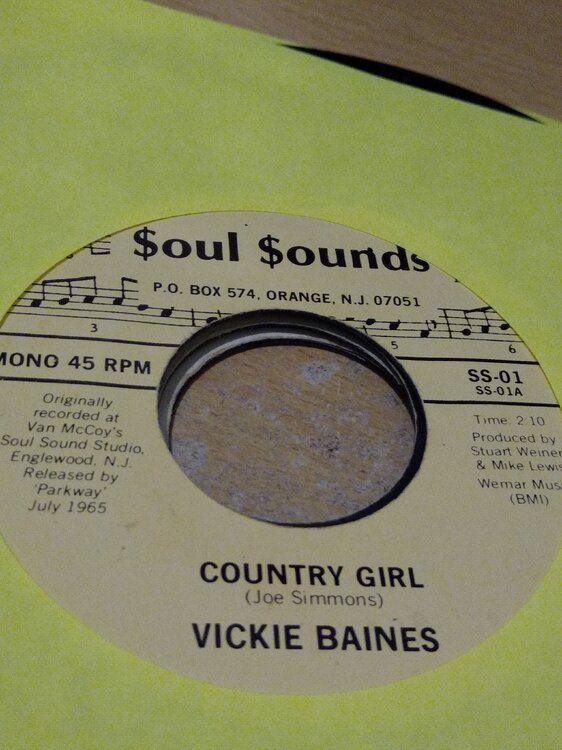 $oul $ounds
P.O. BOX 574, ORANGE, N.J. 07051
3
5
6
MONO 45 RPM
SS-01
SS-01A
Originally
recorded at
Van McCoy's
Soul Sound Studio,
Englewood, N.J.
Released by
'Parkway'
July 1965
Time: 2:10
Produced by
Stuart Weiner
& Mike Lewis
Wemar Mus
(BMI)
COUNTRY GIRL
(Joe Simmons)
VICKIE BAINES